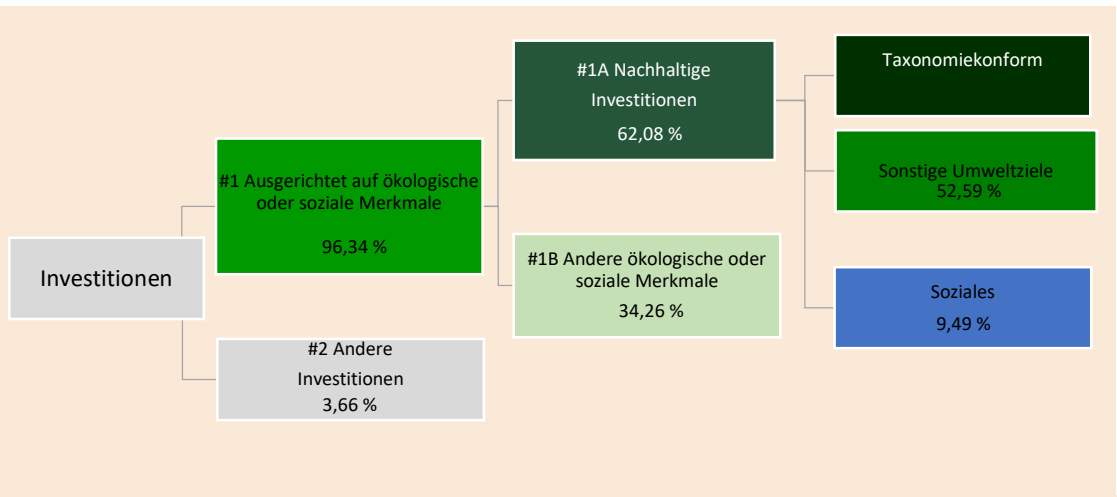 Investitionen
#1 Ausgerichtet auf ökologische
oder soziale Merkmale
96,34 %
#2 Andere
Investitionen
3,66 %
#1A Nachhaltige
Investitionen
62,08 %
#1B Andere ökologische oder
soziale Merkmale
34,26 %
Taxonomiekonform
Sonstige Umweltziele
52,59 %
Soziales
9,49 %